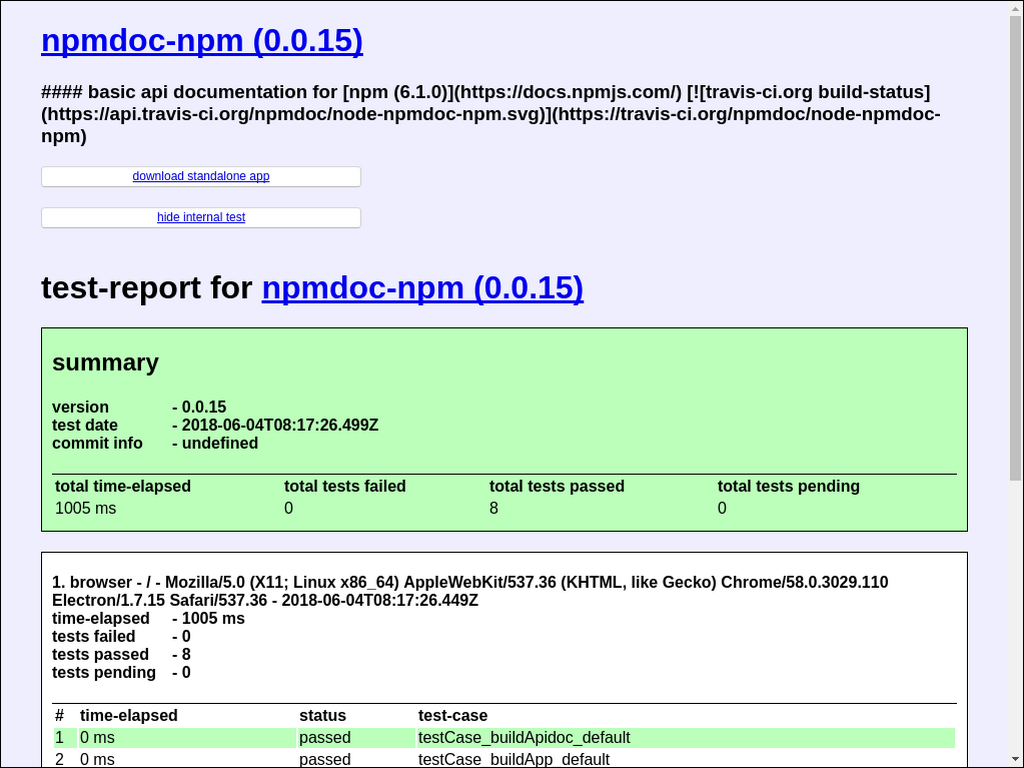 npmdoc-npm (0.0.15)
#### basic api documentation for [npm (6.1.0)](https://docs.npmjs.com/) [![travis-ci.org build-status]
(https://api.travis-ci.org/npmdoc/node-npmdoc-npm.svg)](https://travis-ci.org/npmdoc/node-npmdoc-
npm)
download standalone app
hide internal test
test-report for npmdoc-npm (0.0.15)
summary
version - 0.0.15
test date - 2018-06-04T08:17:26.499Z
commit info - undefined
total time-elapsed total tests failed total tests passed total tests pending
1005 ms 0 8 0
1. browser - / - Mozilla/5.0 (X11; Linux x86_64) AppleWebKit/537.36 (KHTML, like Gecko) Chrome/58.0.3029.110
Electron/1.7.15 Safari/537.36 - 2018-06-04T08:17:26.449Z
time-elapsed - 1005 ms
tests failed - 0
tests passed - 8
tests pending - 0
# time-elapsed status test-case
1 0 ms passed testCase_buildApidoc_default
2 0 ms passed testCase_buildApp_default